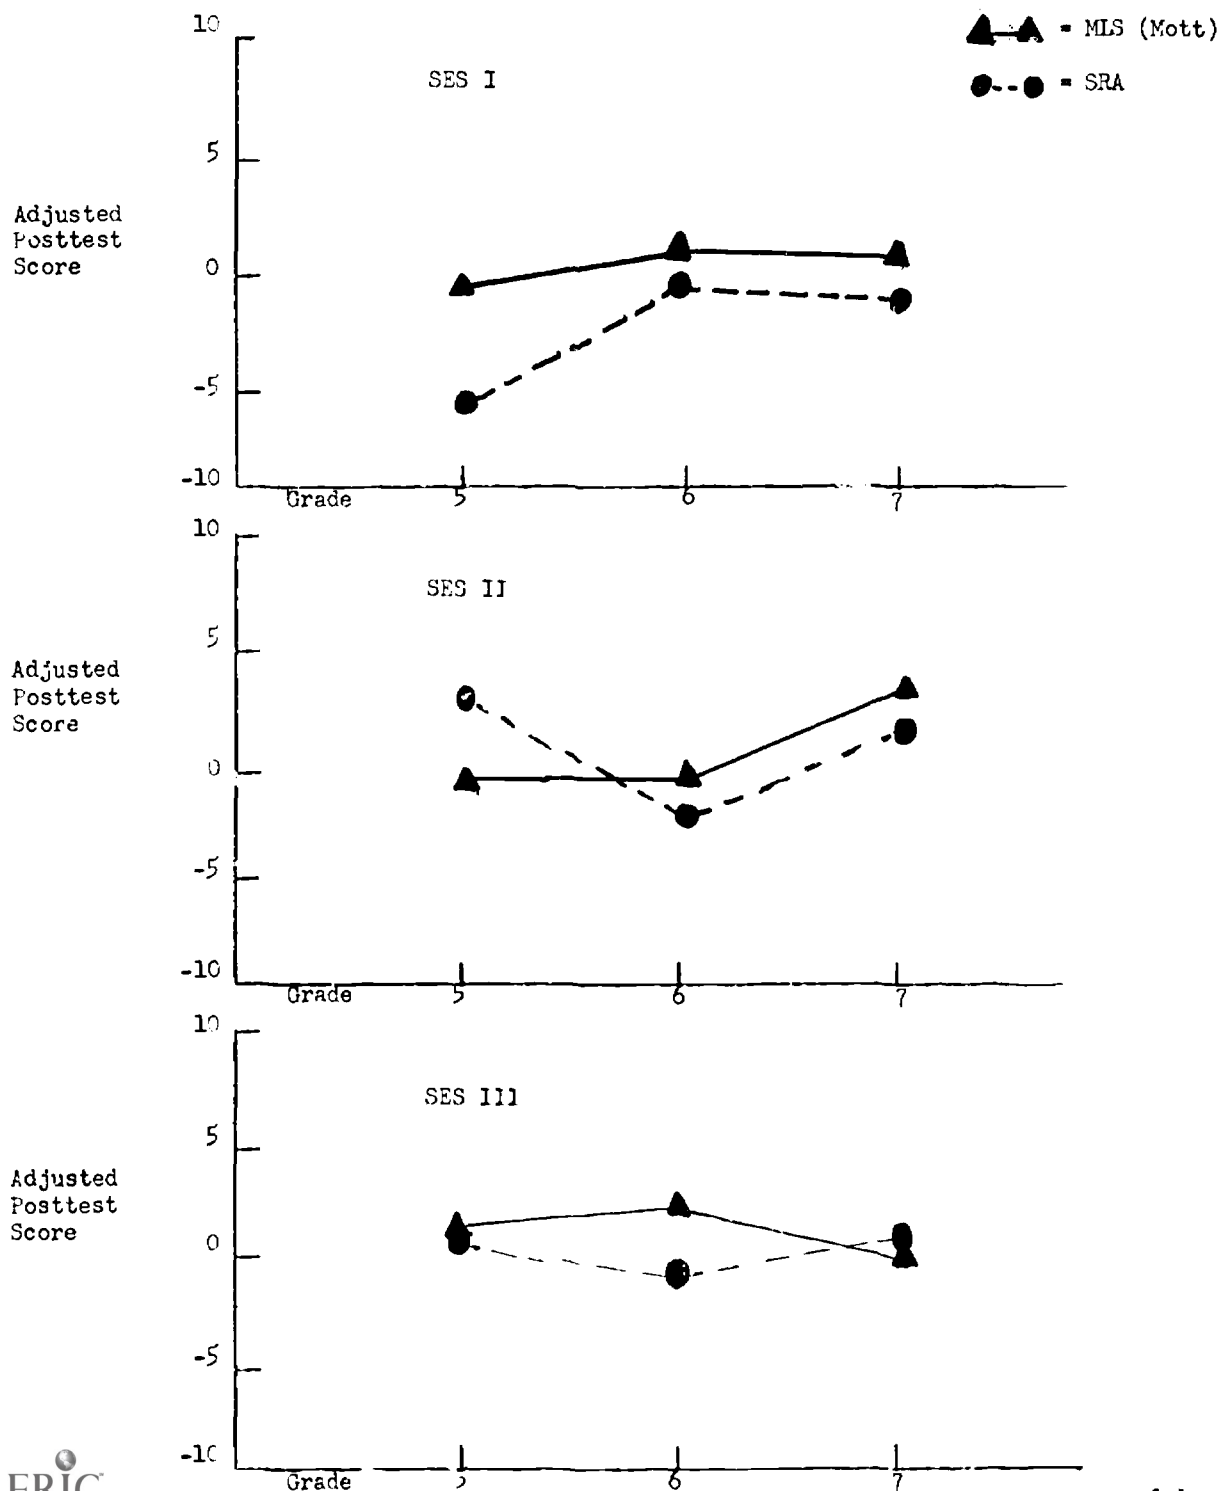 = MLS (Mott)
= SRA
10
SES I
5
Adjusted
Posttest
Score
0
-5
-10
Grade 5 6 7
10
SES II
5
Adjusted
Posttest
Score
0
-5
-10
Grade 5 6 7
10
SES III
5
Adjusted
Posttest
Score
0
-5
-10
Grade 6 7
ERIC